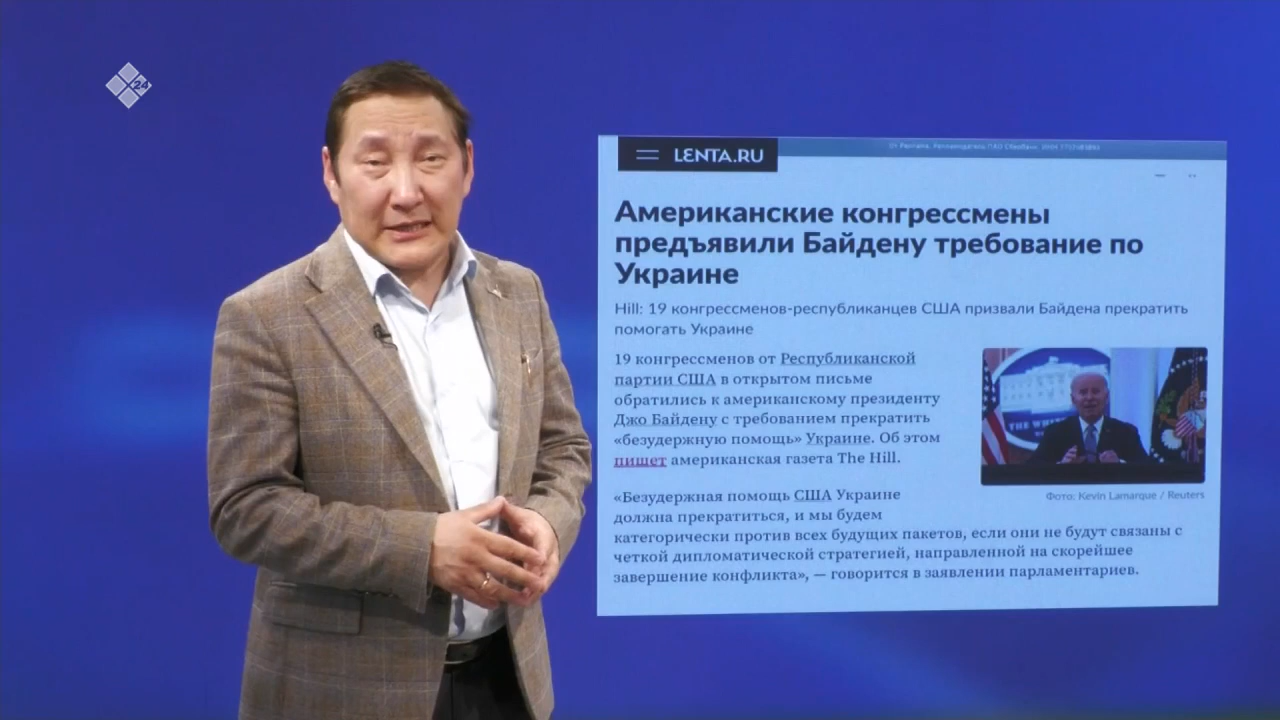 24
LENTA.RU
Американские конгрессмены
предъявили Байдену требование по
Украине
Hill: 19 конгрессменов-республиканцев США призвали Байдена прекратить
помогать Украине
19 конгрессменов от Республиканской
партии США в открытом письме
обратились к американскому президенту
Джо Байдену с требованием прекратить
«безудержную помощь» Украине. Об этом
пишет американская газета The Hill.
THE WHITE
Фото: Kevin Lamarque / Reuters
«Безудержная помощь США Украине
должна прекратиться, и мы будем
категорически против всех будущих пакетов, если они не будут связаны с
четкой дипломатической стратегией, направленной на скорейшее
завершение конфликта», — говорится в заявлении парламентариев.